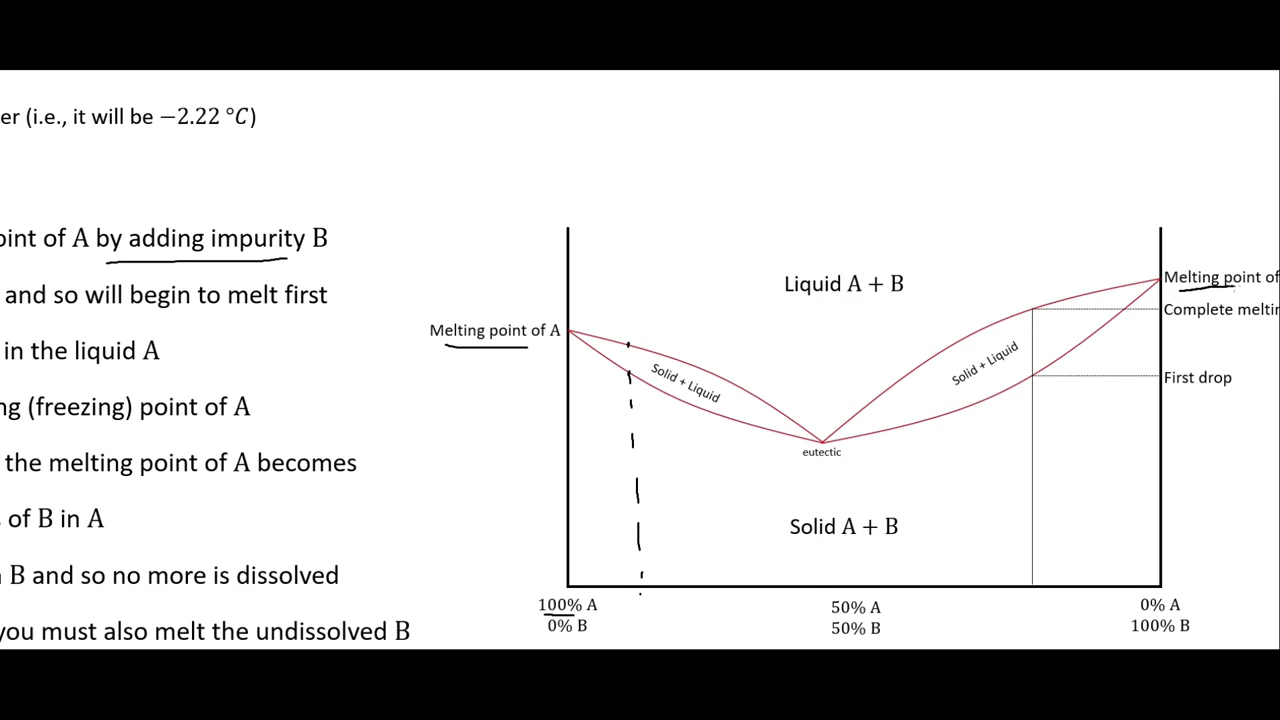 er (i.e., it will be −2.22 °C)
oint of A by adding impurity B
and so will begin to melt first
in the liquid A
ng (freezing) point of A
the melting point of A becomes
of B in A
B and so no more is dissolved
you must also melt the undissolved B
Liquid A + B
Melting point of A
Solid + Liquid
Solid + Liquid
eutectic
Solid A + B
Melting point of
Complete meltin
First drop
100% A
0% B
50% A
50% B
0% A
100% B